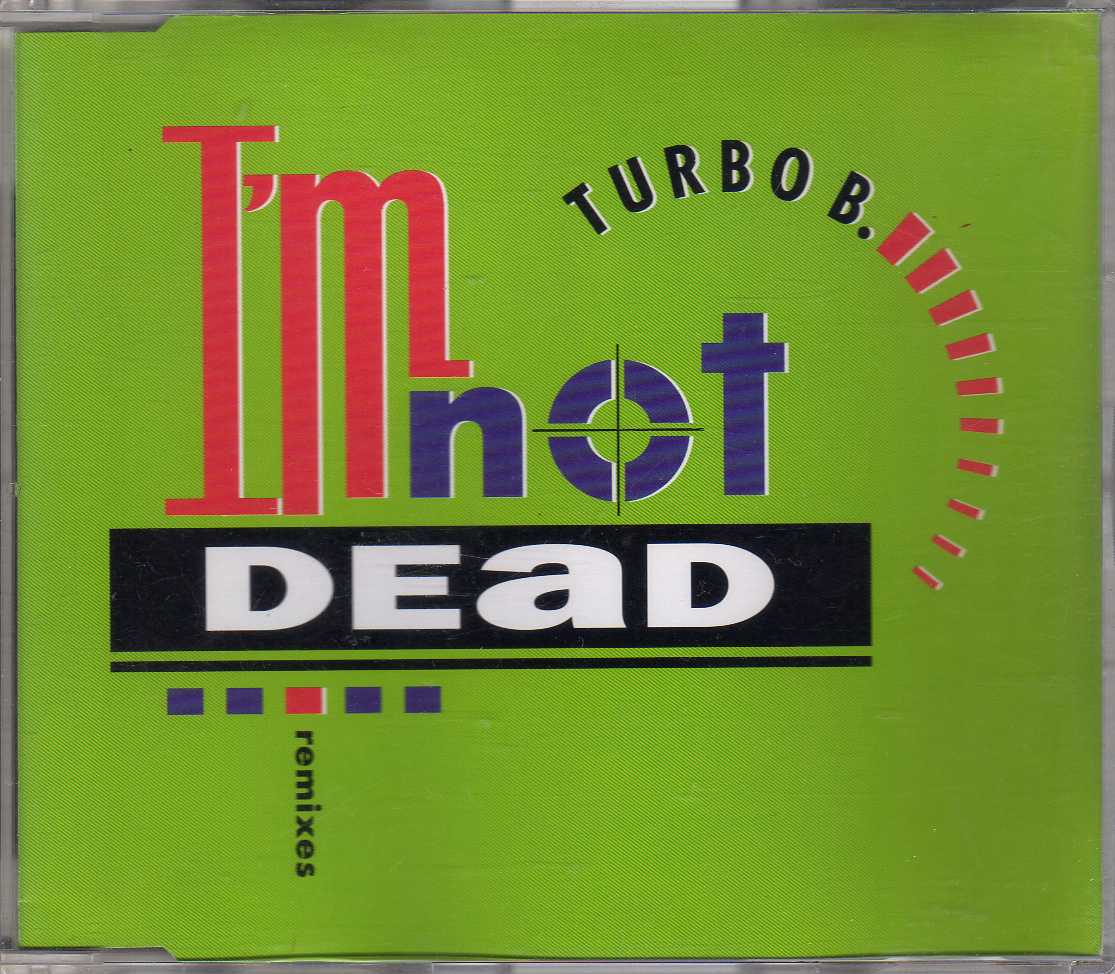 TURBO B.
I'm
not
DEaD
remixes